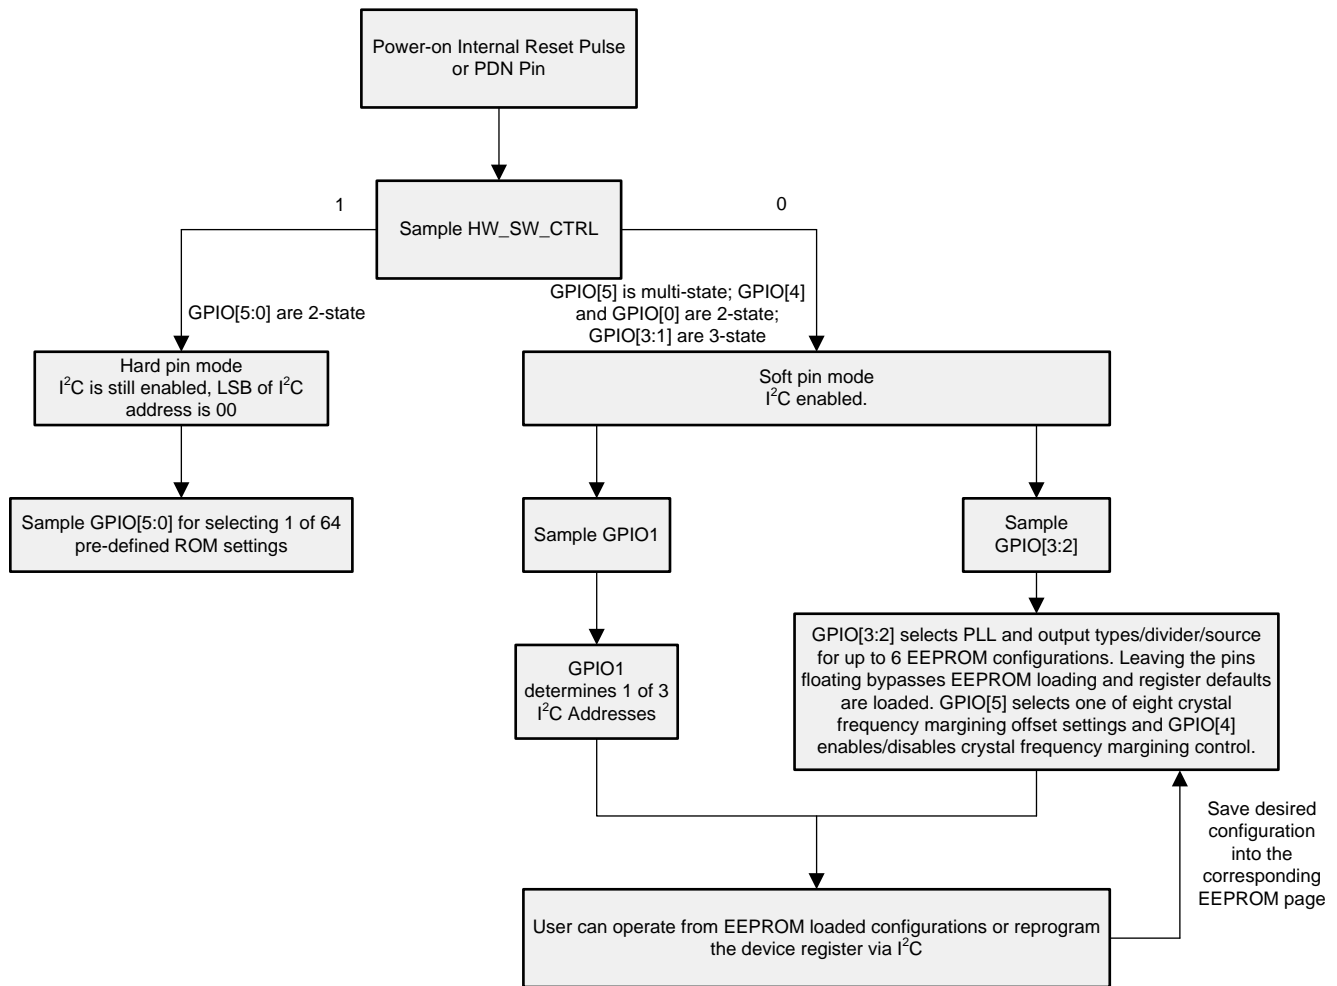 Power-on Internal Reset Pulse
or PDN Pin
1
0
Sample HW_SW_CTRL
GPIO[5:0] are 2-state
GPIO[5] is multi-state; GPIO[4]
and GPIO[0] are 2-state;
GPIO[3:1] are 3-state
Hard pin mode
I²C is still enabled, LSB of I²C
address is 00
Soft pin mode
I²C enabled.
Sample GPIO[5:0] for selecting 1 of 64
pre-defined ROM settings
Sample GPIO1
Sample
GPIO[3:2]
GPIO1
determines 1 of 3
I²C Addresses
GPIO[3:2] selects PLL and output types/divider/source
for up to 6 EEPROM configurations. Leaving the pins
floating bypasses EEPROM loading and register defaults
are loaded. GPIO[5] selects one of eight crystal
frequency margining offset settings and GPIO[4]
enables/disables crystal frequency margining control.
Save desired
configuration
into the
corresponding
EEPROM page
User can operate from EEPROM loaded configurations or reprogram
the device register via I²C